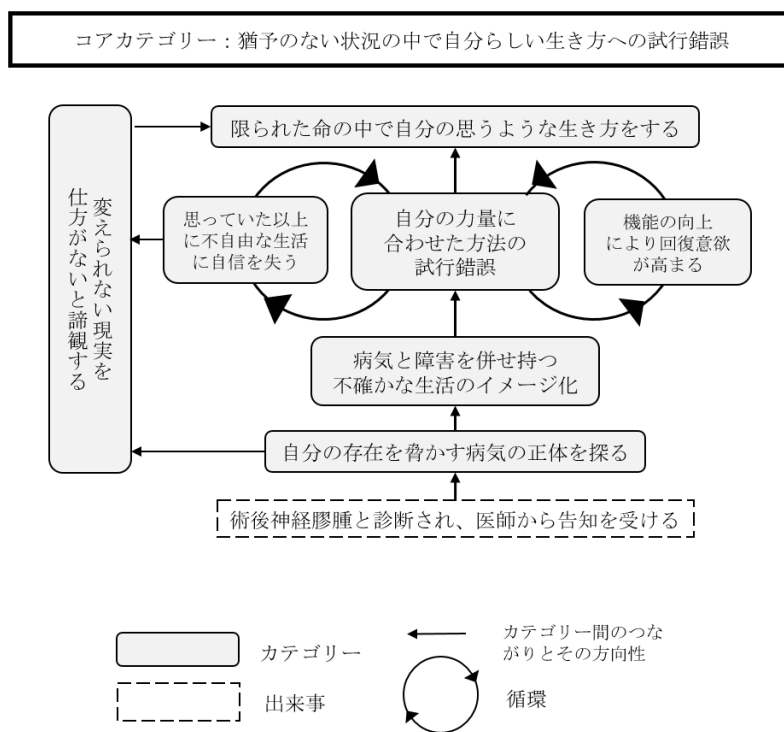 コアカテゴリー：猶予のない状況の中で自分らしい生き方への試行錯誤
限られた命の中で自分の思うような生き方をする
変えられない現実を
仕方がないと諦観する
思っていた以上
に不自由な生活
に自信を失う
自分の力量に
合わせた方法の
試行錯誤
機能の向上
により回復意欲
が高まる
病気と障害を併せ持つ
不確かな生活のイメージ化
自分の存在を脅かす病気の正体を探る
術後神経膠腫と診断され、医師から告知を受ける
カテゴリー
カテゴリー間のつな
がりとその方向性
出来事
循環